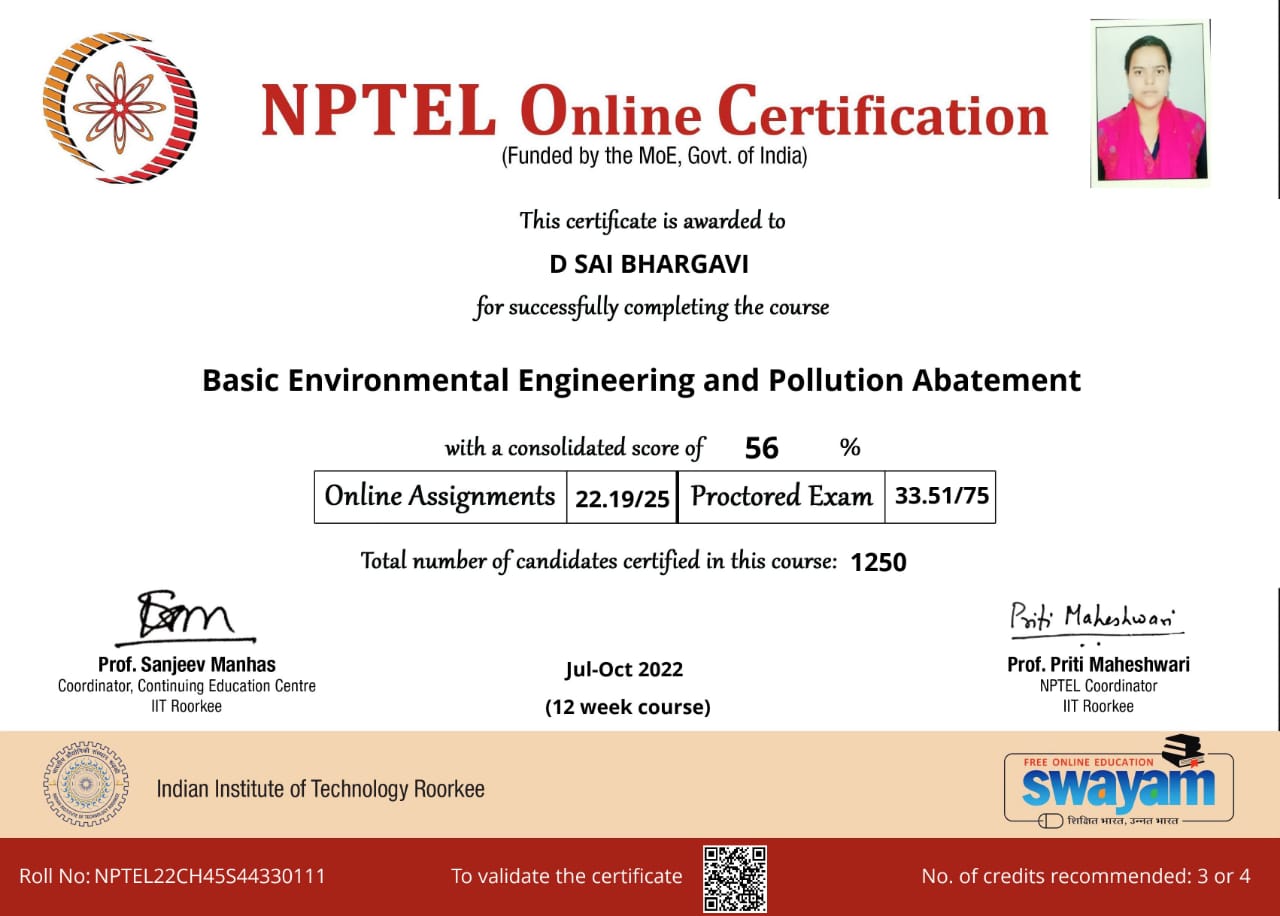 NPTEL Online Certification
(Funded by the MoE, Govt. of India)
This certificate is awarded to
D SAI BHARGAVI
for successfully completing the course
Basic Environmental Engineering and Pollution Abatement
with a consolidated score of 56 %
Online Assignments 22.19/25 Proctored Exam 33.51/75
Total number of candidates certified in this course: 1250
Priti Maheshwari
Prof. Sanjeev Manhas
Coordinator, Continuing Education Centre
IIT Roorkee
Jul-Oct 2022
(12 week course)
Prof. Priti Maheshwari
NPTEL Coordinator
IIT Roorkee
Indian Institute of Technology Roorkee
FREE ONLINE EDUCATION
swayam
शिक्षित भारत, उन्नत भारत
Roll No: NPTEL22CH45S44330111
To validate the certificate
No. of credits recommended: 3 or 4